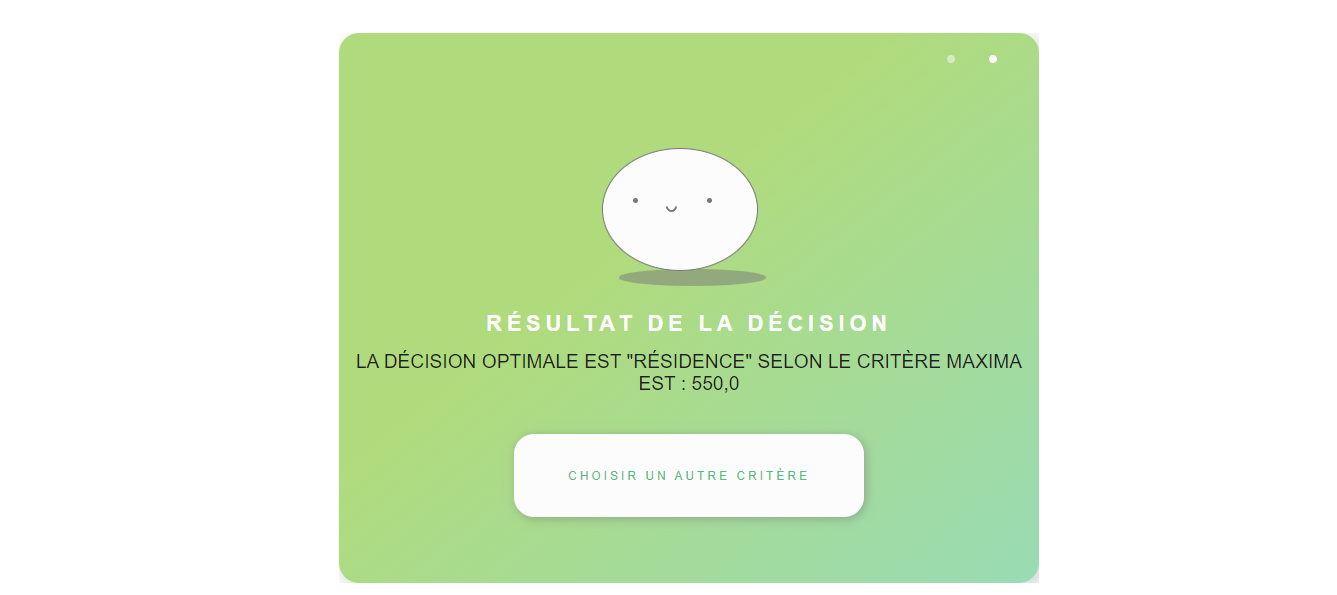 RÉSULTAT DE LA DÉCISION
LA DÉCISION OPTIMALE EST "RÉSIDENCE" SELON LE CRITÈRE MAXIMA
EST : 550,0
CHOISIR UN AUTRE CRITÈRE